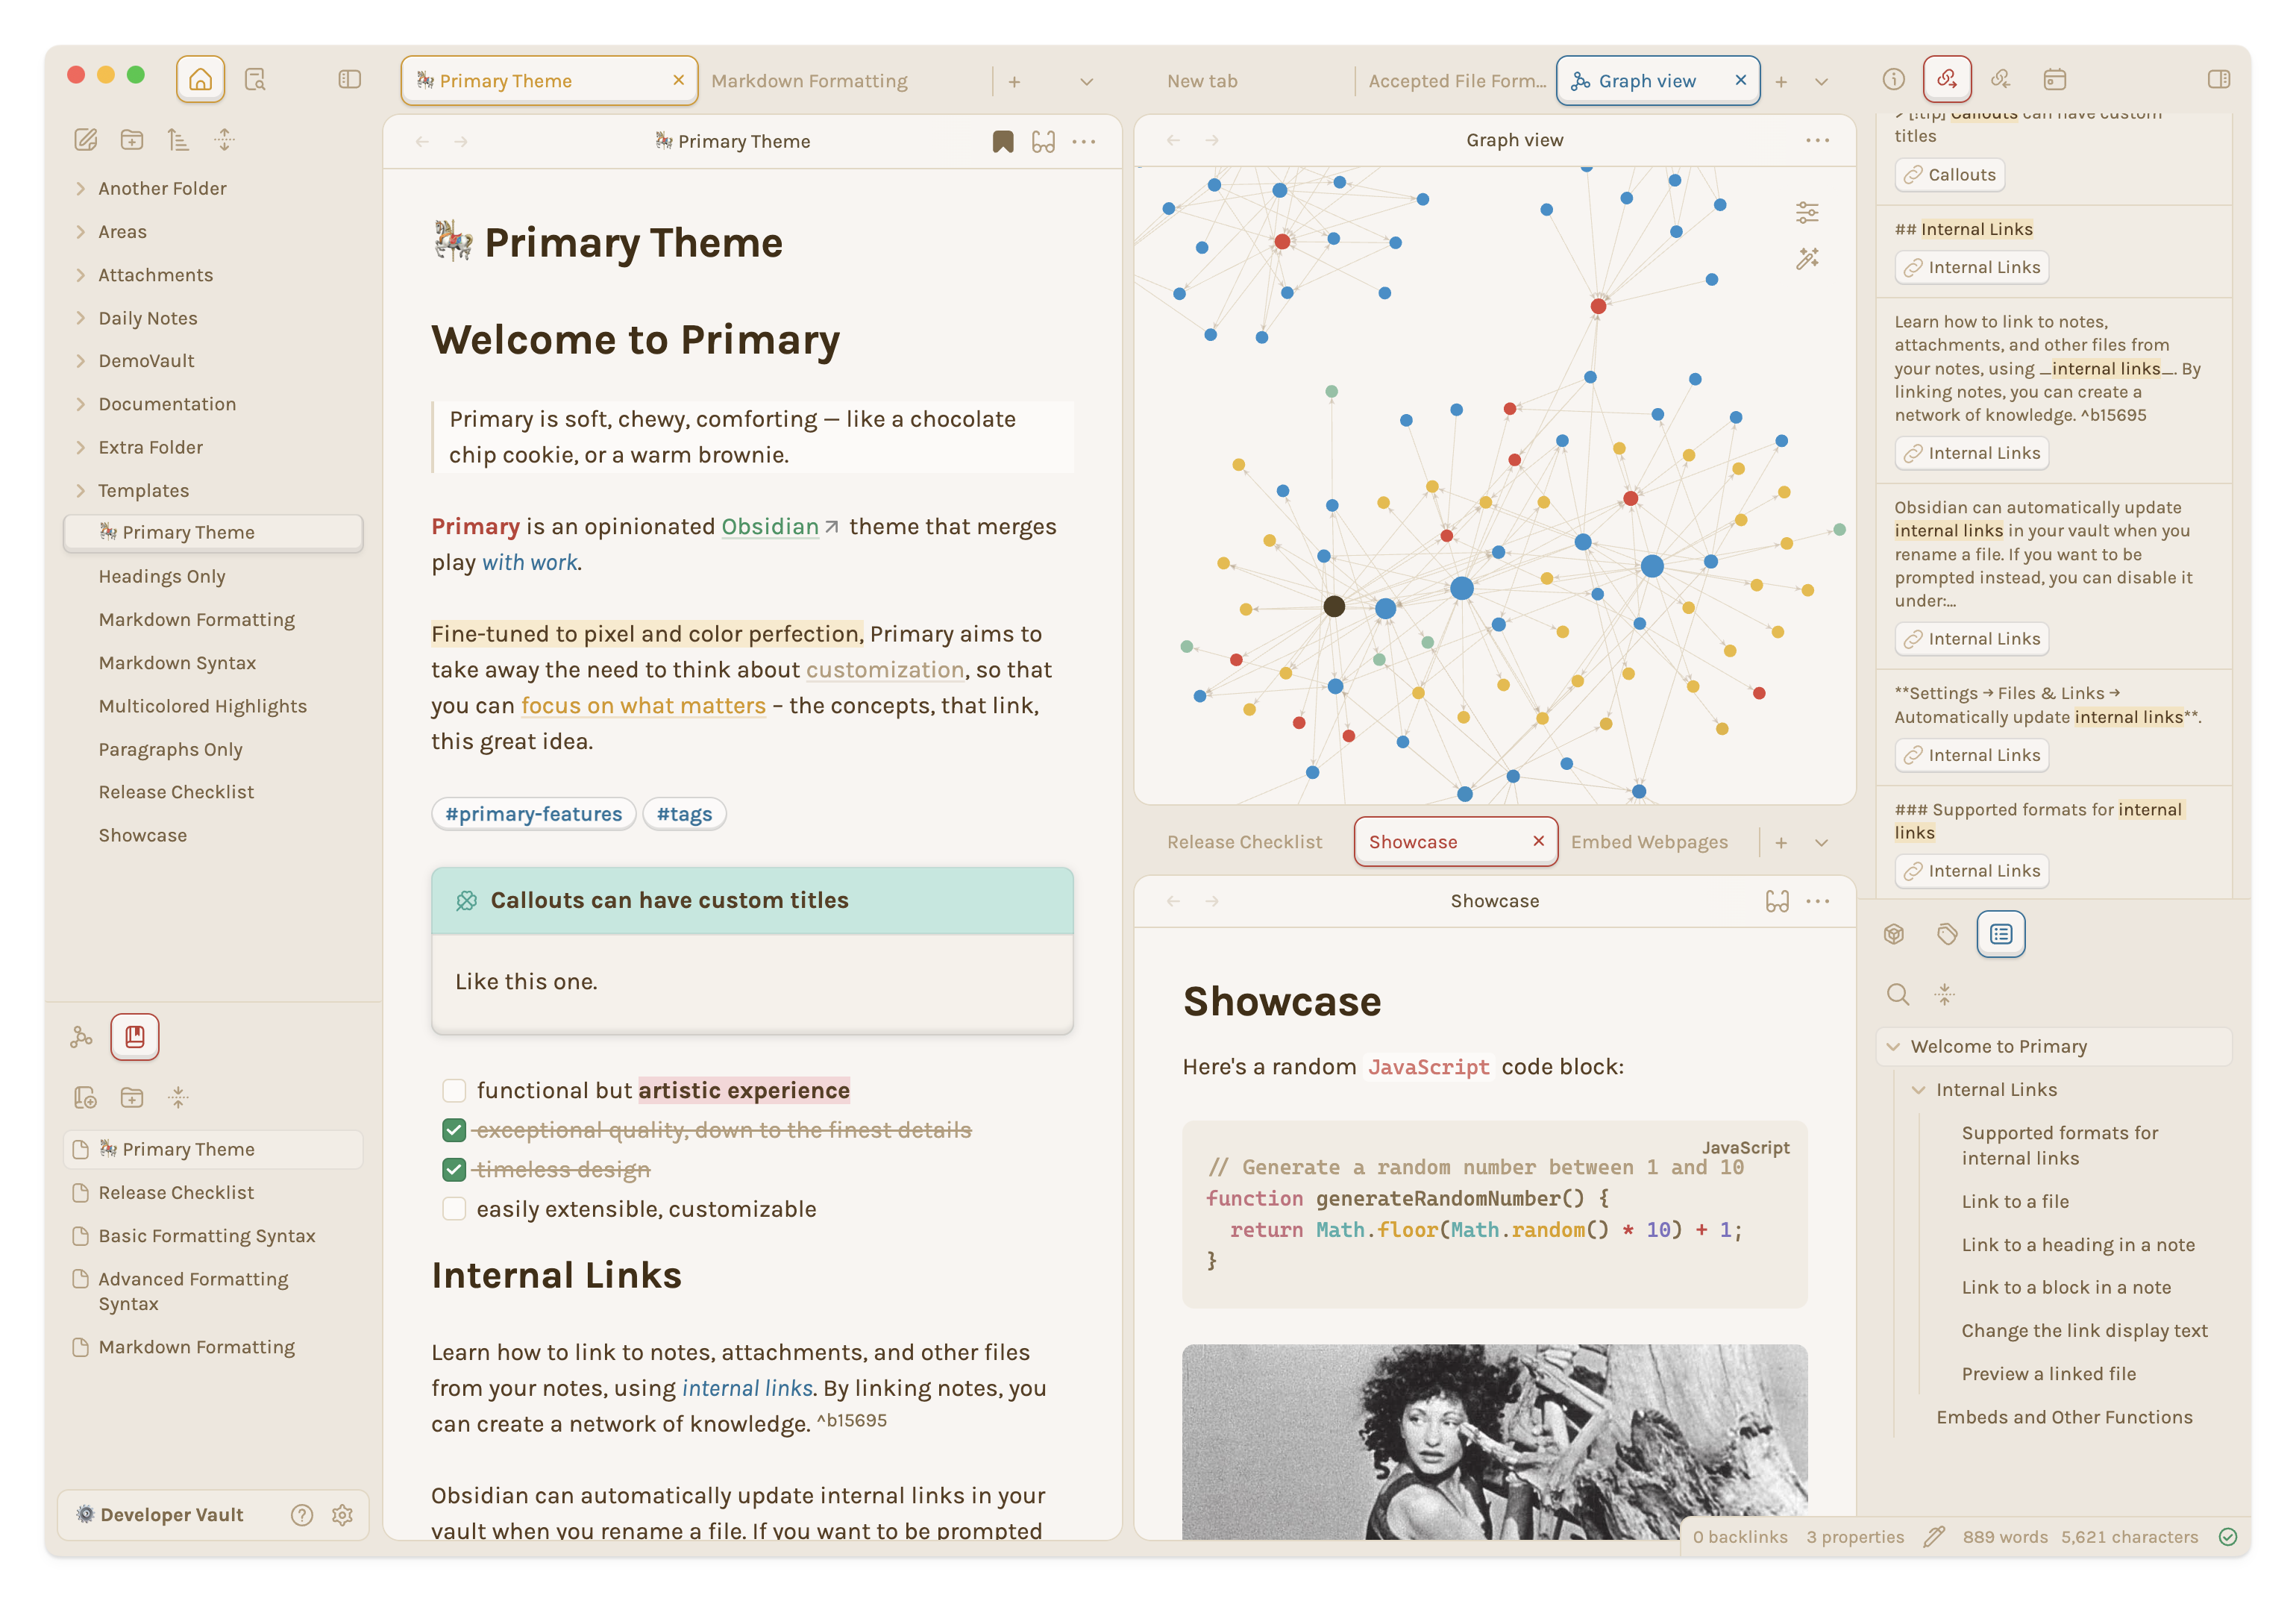 Primary Theme
Markdown Formatting
New tab
Accepted File Form...
Graph view
Another Folder
Areas
Attachments
Daily Notes
DemoVault
Documentation
Extra Folder
Templates
Primary Theme
Headings Only
Markdown Formatting
Markdown Syntax
Multicolored Highlights
Paragraphs Only
Release Checklist
Showcase
Primary Theme
Release Checklist
Basic Formatting Syntax
Advanced Formatting
Syntax
Markdown Formatting
Developer Vault
Primary Theme
Primary Theme
Welcome to Primary
Primary is soft, chewy, comforting — like a chocolate
chip cookie, or a warm brownie.
Primary is an opinionated Obsidian theme that merges
play with work.
Fine-tuned to pixel and color perfection, Primary aims to
take away the need to think about customization, so that
you can focus on what matters – the concepts, that link,
this great idea.
#primary-features #tags
Callouts can have custom titles
Like this one.
functional but artistic experience
exceptional quality, down to the finest details
timeless design
easily extensible, customizable
Internal Links
Learn how to link to notes, attachments, and other files
from your notes, using internal links. By linking notes, you
can create a network of knowledge. ^b15695
Obsidian can automatically update internal links in your
vault when you rename a file. If you want to be prompted
Graph view
Release Checklist
Showcase
Embed Webpages
Showcase
Showcase
Here's a random JavaScript code block:
JavaScript
// Generate a random number between 1 and 10
function generateRandomNumber() {
  return Math.floor(Math.random() * 10) + 1;
}
> [!tip] Callouts can have custom
titles
Callouts
## Internal Links
Internal Links
Learn how to link to notes,
attachments, and other files from
your notes, using _internal links_. By
linking notes, you can create a
network of knowledge. ^b15695
Internal Links
Obsidian can automatically update
internal links in your vault when you
rename a file. If you want to be
prompted instead, you can disable it
under:...
Internal Links
**Settings → Files & Links →
Automatically update internal links**.
Internal Links
### Supported formats for internal
links
Internal Links
Welcome to Primary
Internal Links
Supported formats for
internal links
Link to a file
Link to a heading in a note
Link to a block in a note
Change the link display text
Preview a linked file
Embeds and Other Functions
0 backlinks 3 properties 889 words 5,621 characters